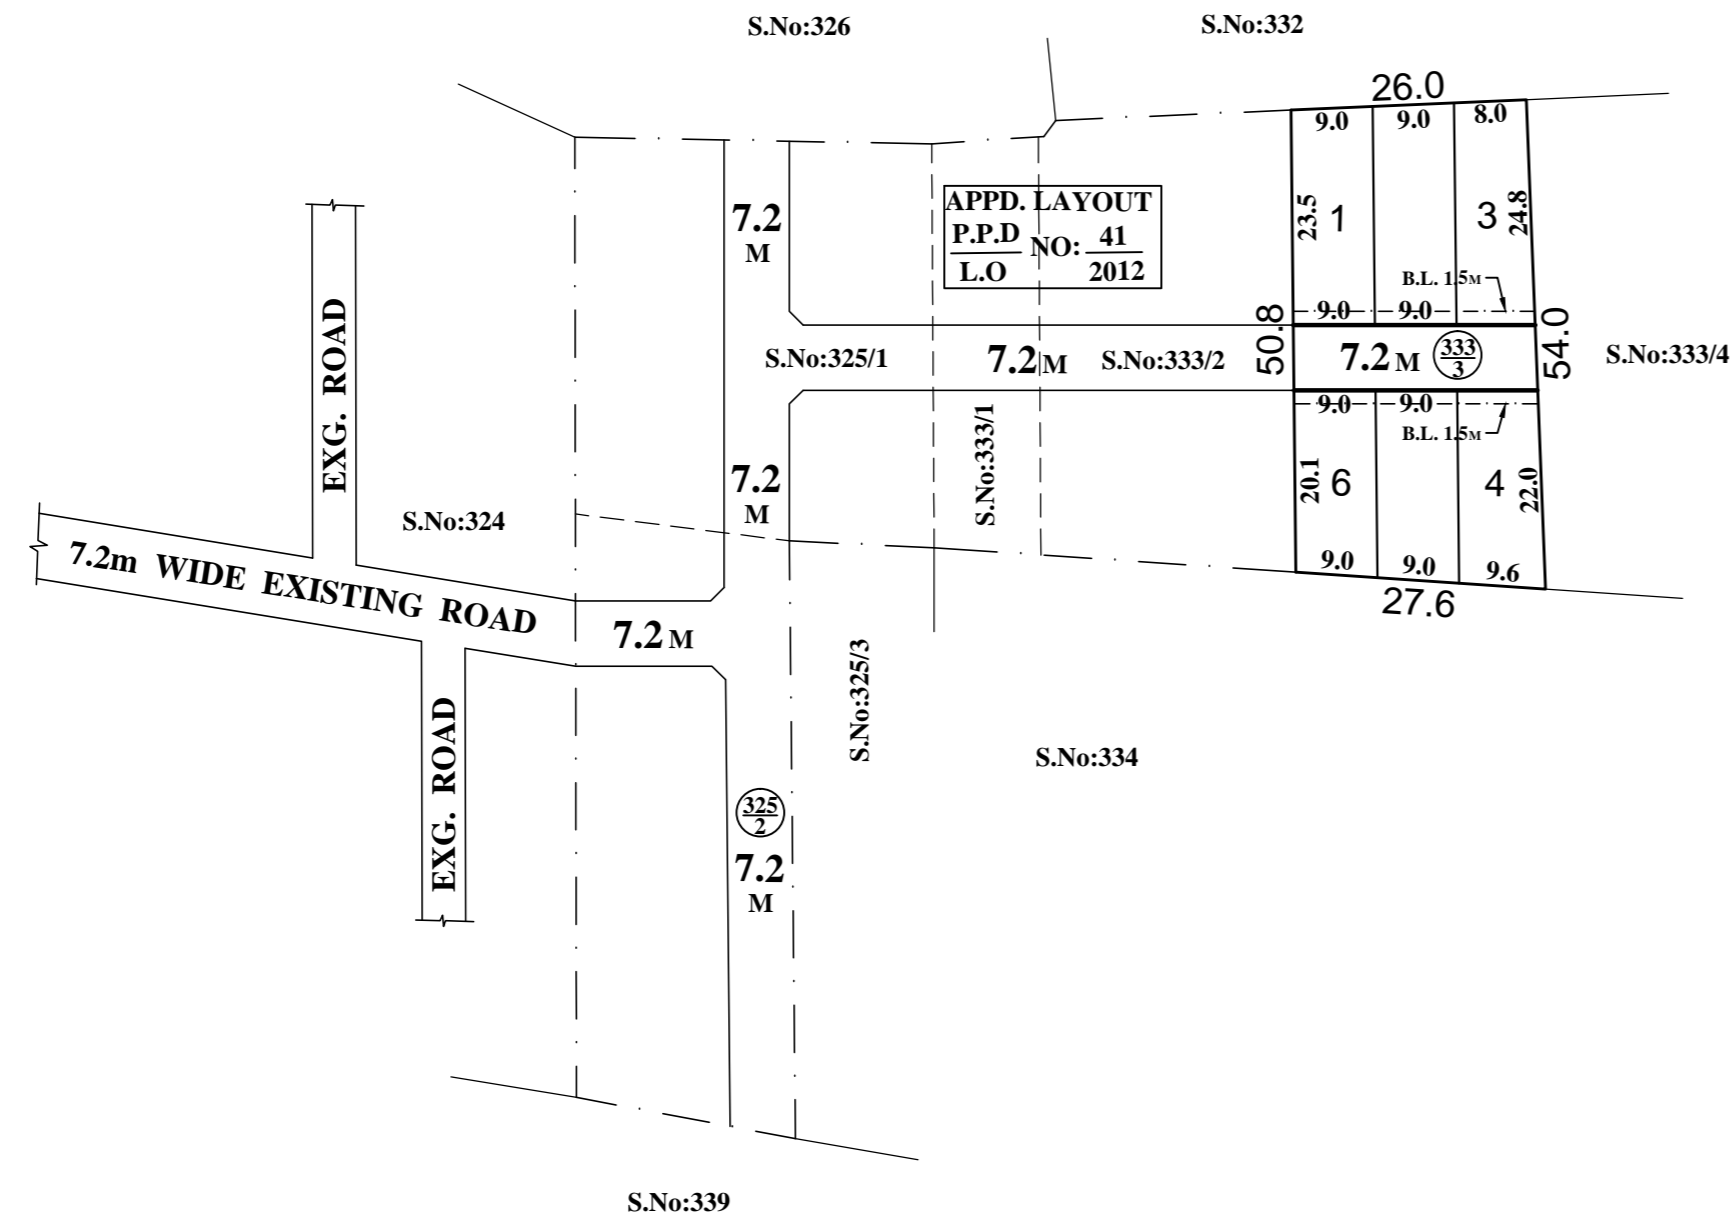 S.No:326
S.No:332
26.0
9.0
9.0
8.0
APPD. LAYOUT
P.P.D
L.O
NO:
41
2012
7.2
M
23.5
1
3
24.8
B.L. 1.5M
9.0
9.0
EXG. ROAD
S.No:325/1
7.2 M
S.No:333/2
50.8
7.2 M
333
3
54.0
S.No:333/4
9.0
9.0
B.L. 1.5M
S.No:333/1
7.2
M
20.1
6
4
22.0
S.No:324
7.2m WIDE EXISTING ROAD
9.0
9.0
9.6
27.6
7.2 M
S.No:325/3
EXG. ROAD
S.No:334
325
2
7.2
M
S.No:339